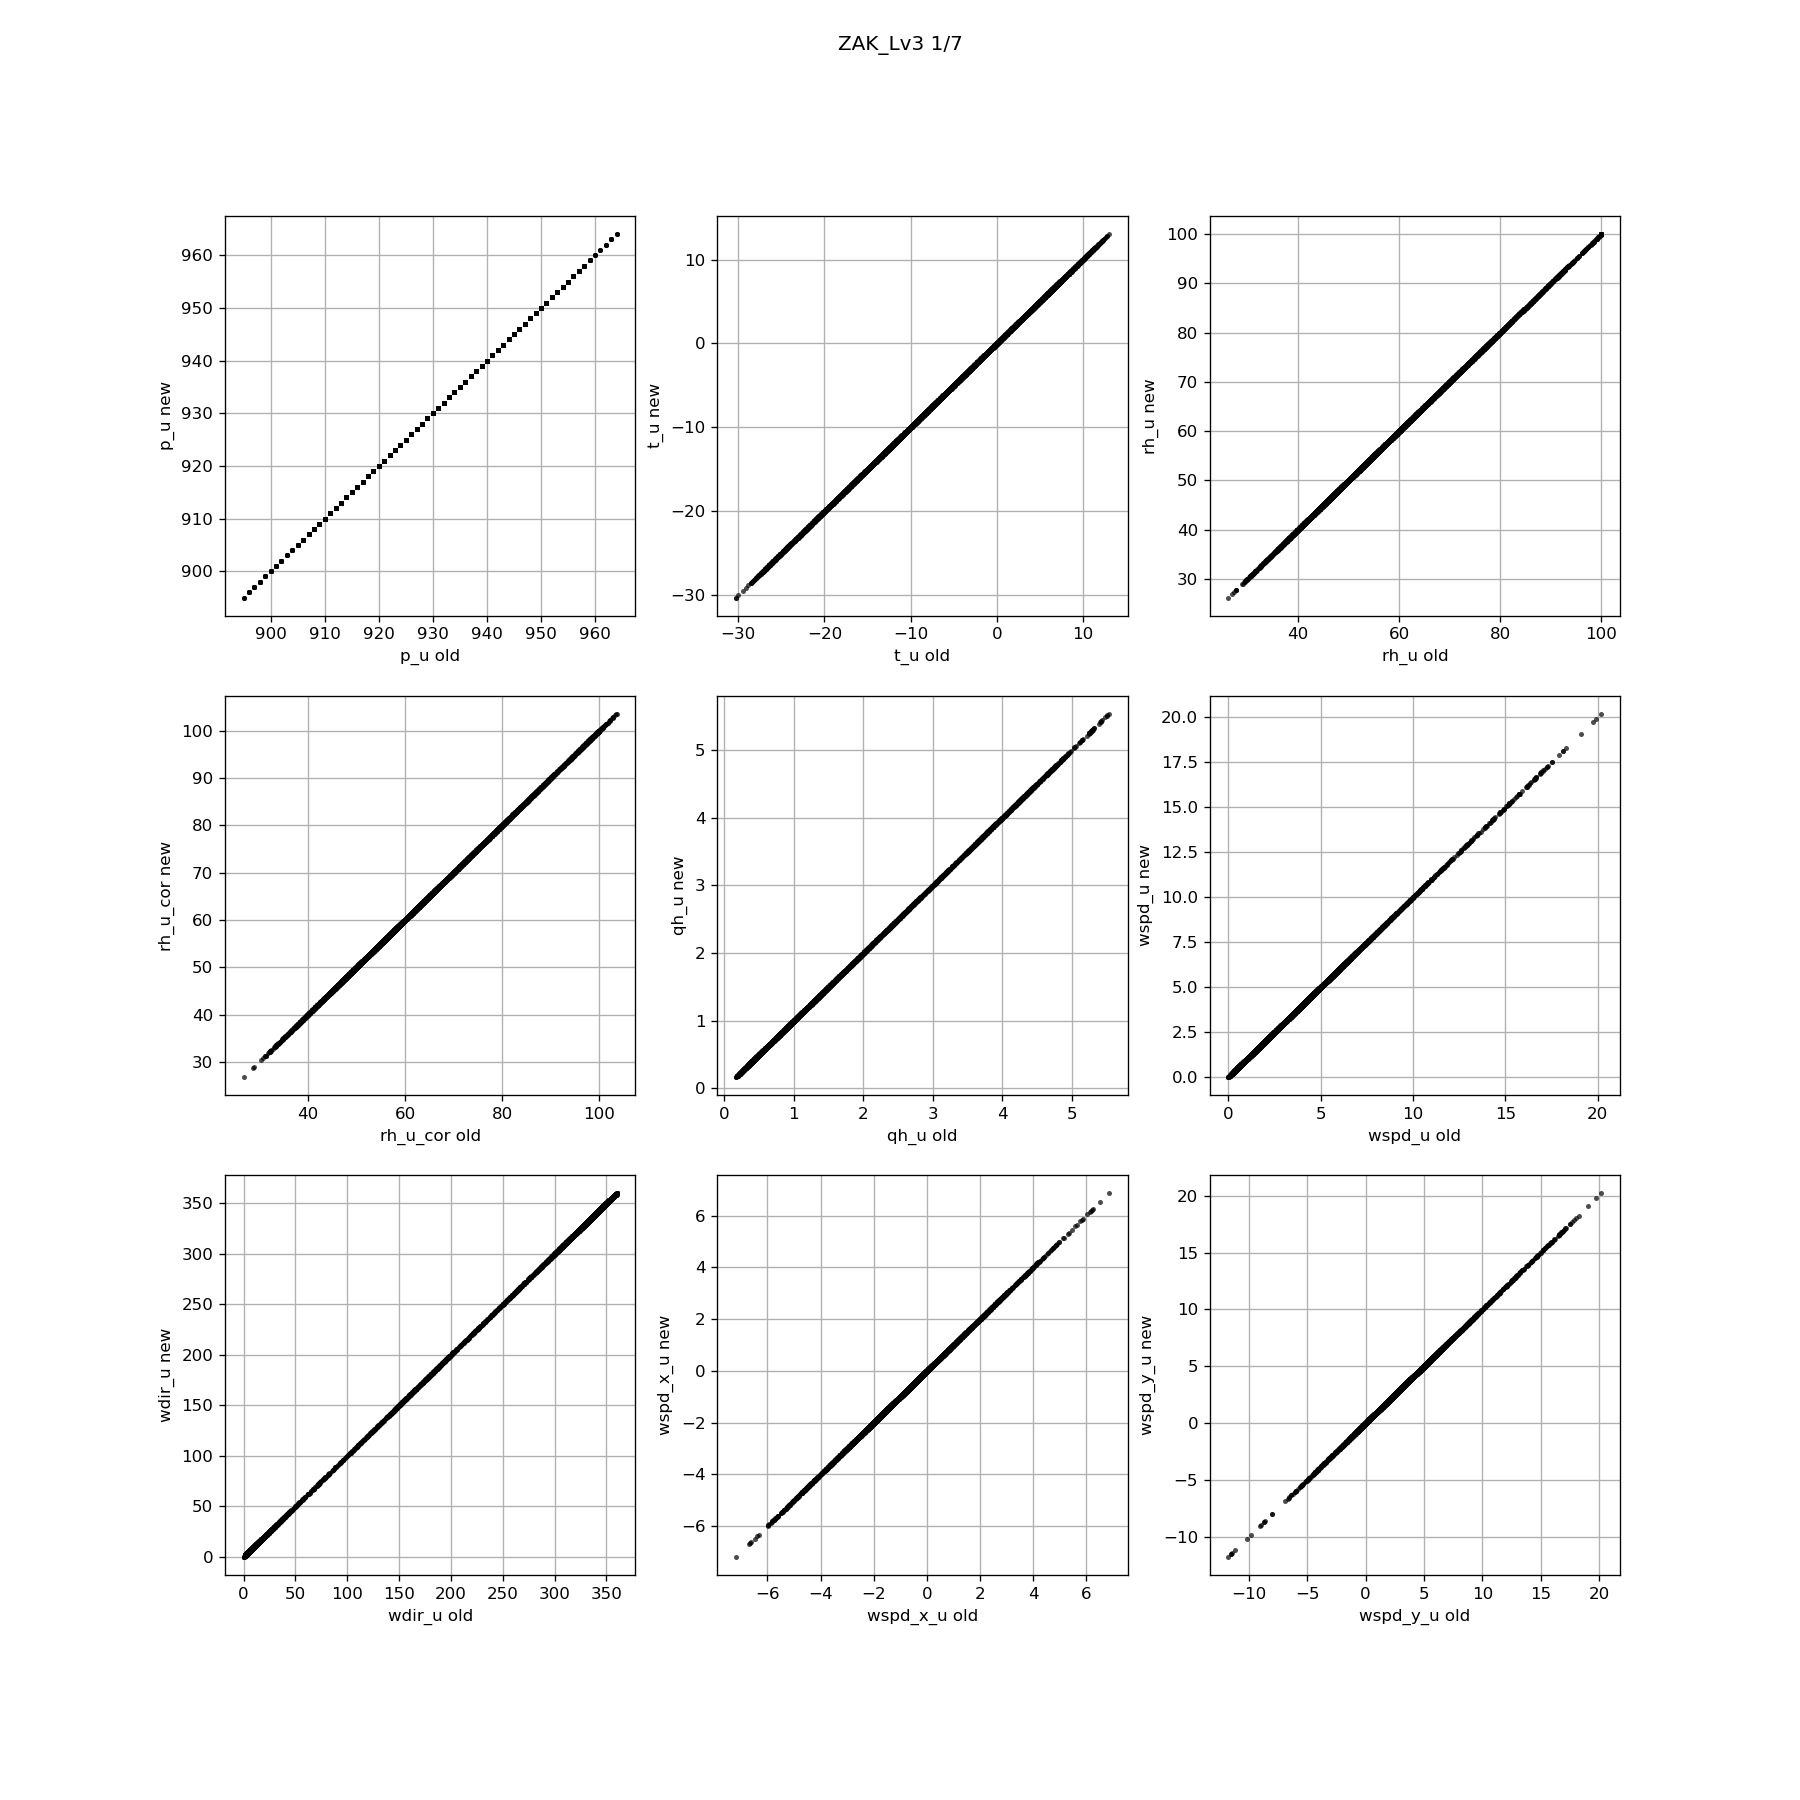 ZAK_Lv3 1/7
p_u new
960
950
940
930
920
910
900
900 910 920 930 940 950 960
p_u old
t_u new
10
0
−10
−20
−30
−30 −20 −10 0 10
t_u old
rh_u new
100
90
80
70
60
50
40
30
40 60 80 100
rh_u old
rh_u_cor new
100
90
80
70
60
50
40
30
40 60 80 100
rh_u_cor old
qh_u new
5
4
3
2
1
0
0 1 2 3 4 5
qh_u old
wspd_u new
20.0
17.5
15.0
12.5
10.0
7.5
5.0
2.5
0.0
0 5 10 15 20
wspd_u old
wdir_u new
350
300
250
200
150
100
50
0
0 50 100 150 200 250 300 350
wdir_u old
wspd_x_u new
6
4
2
0
−2
−4
−6
−6 −4 −2 0 2 4 6
wspd_x_u old
wspd_y_u new
20
15
10
5
0
−5
−10
−10 −5 0 5 10 15 20
wspd_y_u old